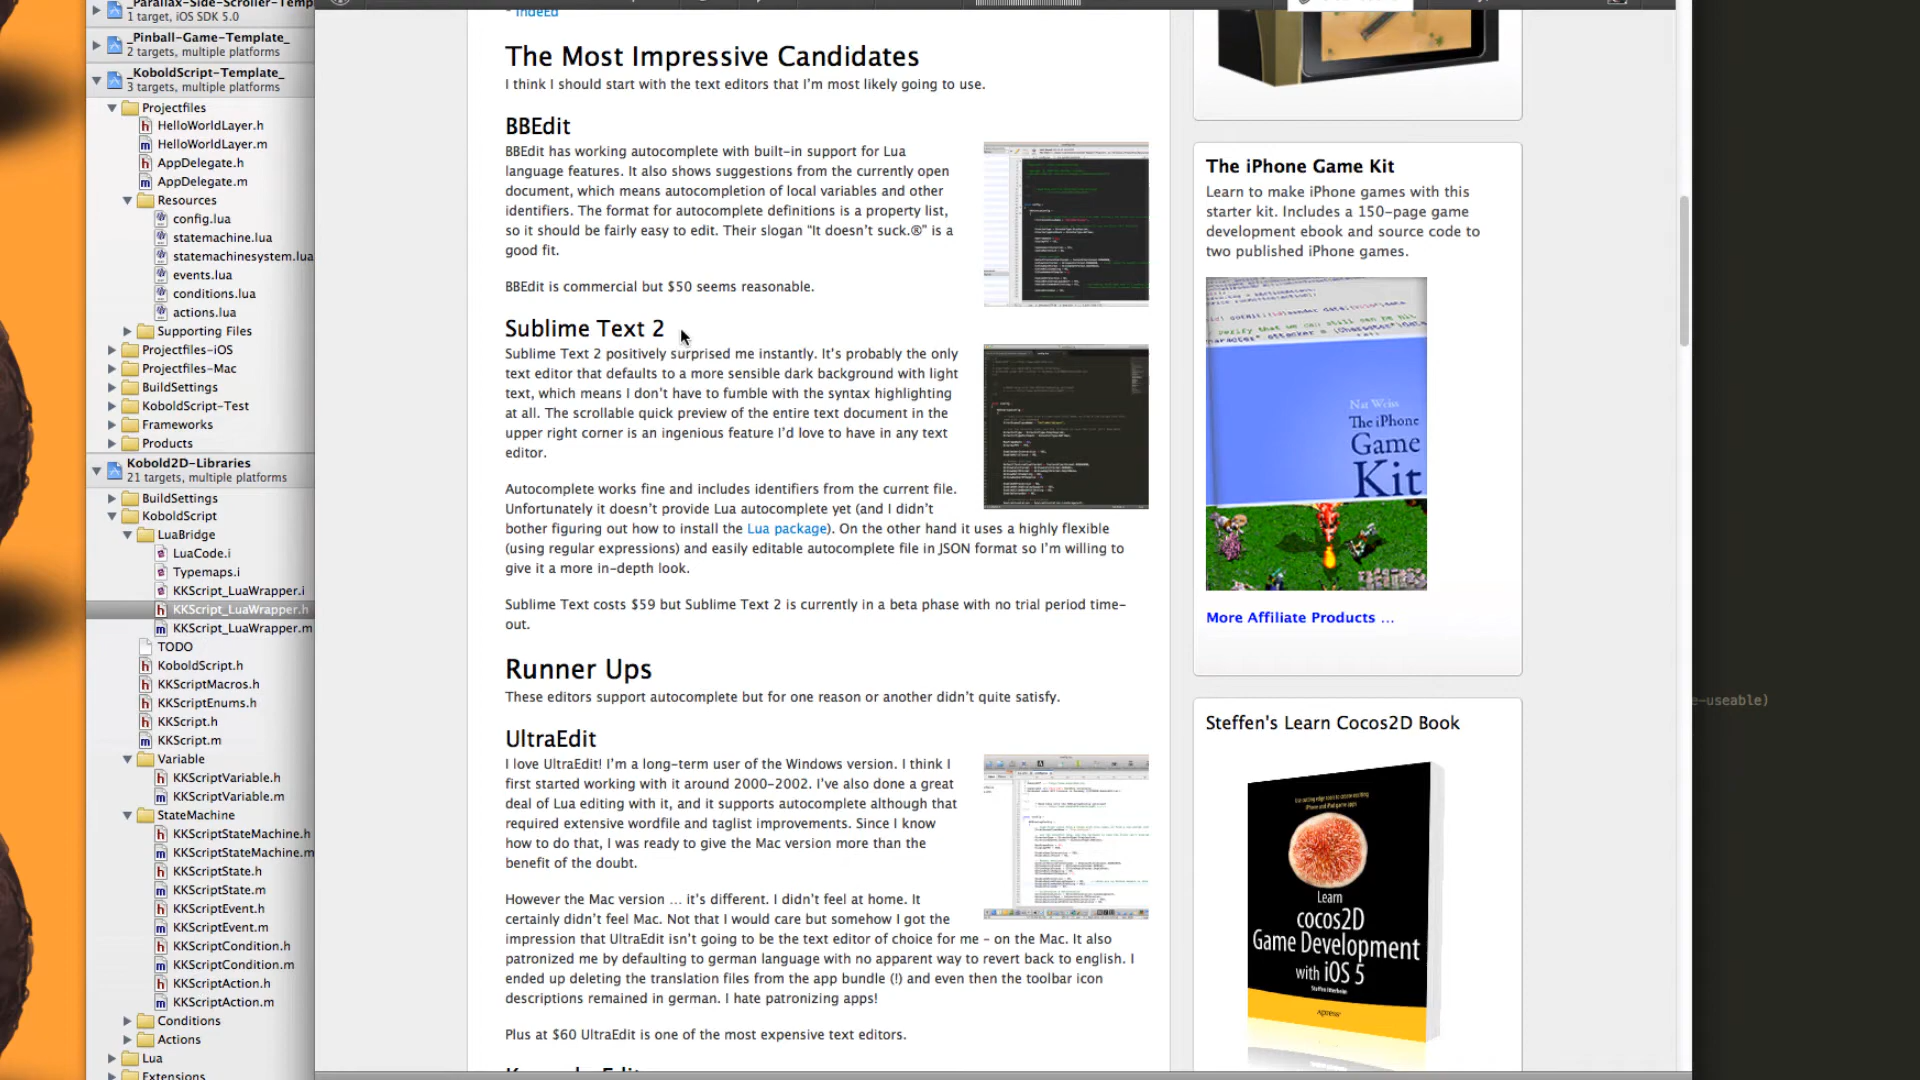 _Parallax-Side-Scroller-Temp
1 target, iOS SDK 5.0
_Pinball-Game-Template_
2 targets, multiple platforms
_KoboldScript-Template_
3 targets, multiple platforms
Projectfiles
HelloWorldLayer.h
HelloWorldLayer.m
AppDelegate.h
AppDelegate.m
Resources
config.lua
statemachine.lua
statemachinesystem.lua
events.lua
conditions.lua
actions.lua
Supporting Files
Projectfiles-iOS
Projectfiles-Mac
BuildSettings
KoboldScript-Test
Frameworks
Products
Kobold2D-Libraries
21 targets, multiple platforms
BuildSettings
KoboldScript
LuaBridge
LuaCode.i
Typemaps.i
KKScript_LuaWrapper.i
KKScript_LuaWrapper.h
KKScript_LuaWrapper.m
TODO
KoboldScript.h
KKScriptMacros.h
KKScriptEnums.h
KKScript.h
KKScript.m
Variable
KKScriptVariable.h
KKScriptVariable.m
StateMachine
KKScriptStateMachine.h
KKScriptStateMachine.m
KKScriptState.h
KKScriptState.m
KKScriptEvent.h
KKScriptEvent.m
KKScriptCondition.h
KKScriptCondition.m
KKScriptAction.h
KKScriptAction.m
Conditions
Actions
Lua
Extensions
IndeEd
The Most Impressive Candidates
I think I should start with the text editors that I'm most likely going to use.
BBEdit
BBEdit has working autocomplete with built-in support for Lua
language features. It also shows suggestions from the currently open
document, which means autocompletion of local variables and other
identifiers. The format for autocomplete definitions is a property list,
so it should be fairly easy to edit. Their slogan "It doesn't suck.®" is a
good fit.
BBEdit is commercial but $50 seems reasonable.
Sublime Text 2
Sublime Text 2 positively surprised me instantly. It's probably the only
text editor that defaults to a more sensible dark background with light
text, which means I don't have to fumble with the syntax highlighting
at all. The scrollable quick preview of the entire text document in the
upper right corner is an ingenious feature I'd love to have in any text
editor.
Autocomplete works fine and includes identifiers from the current file.
Unfortunately it doesn't provide Lua autocomplete yet (and I didn't
bother figuring out how to install the Lua package). On the other hand it uses a highly flexible
(using regular expressions) and easily editable autocomplete file in JSON format so I'm willing to
give it a more in-depth look.
Sublime Text costs $59 but Sublime Text 2 is currently in a beta phase with no trial period time-
out.
Runner Ups
These editors support autocomplete but for one reason or another didn't quite satisfy.
UltraEdit
I love UltraEdit! I'm a long-term user of the Windows version. I think I
first started working with it around 2000-2002. I've also done a great
deal of Lua editing with it, and it supports autocomplete although that
required extensive wordfile and taglist improvements. Since I know
how to do that, I was ready to give the Mac version more than the
benefit of the doubt.
However the Mac version … it's different. I didn't feel at home. It
certainly didn't feel Mac. Not that I would care but somehow I got the
impression that UltraEdit isn't going to be the text editor of choice for me – on the Mac. It also
patronized me by defaulting to german language with no apparent way to revert back to english. I
ended up deleting the translation files from the app bundle (!) and even then the toolbar icon
descriptions remained in german. I hate patronizing apps!
Plus at $60 UltraEdit is one of the most expensive text editors.
The iPhone Game Kit
Learn to make iPhone games with this
starter kit. Includes a 150-page game
development ebook and source code to
two published iPhone games.
Nat Weiss
The iPhone
Game
Kit
More Affiliate Products …
Steffen's Learn Cocos2D Book
Learn
cocos2D
Game Development
with iOS 5
Steffen Itterheim
Apress
e-useable)